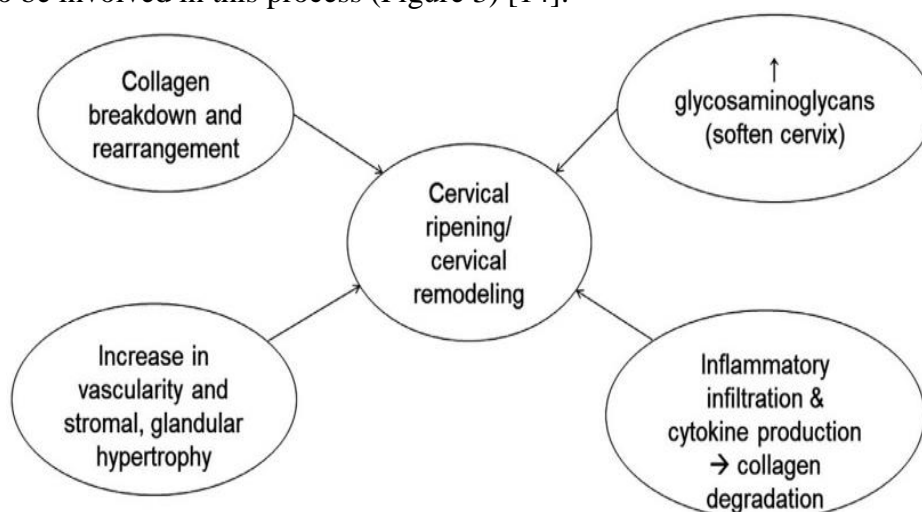 o be involved in this process (Figure 3) [14].
Collagen
breakdown and
rearrangement
↑
glycosaminoglycans
(soften cervix)
Cervical
ripening/
cervical
remodeling
Increase in
vascularity and
stromal, glandular
hypertrophy
Inflammatory
infiltration &
cytokine production
→ collagen
degradation